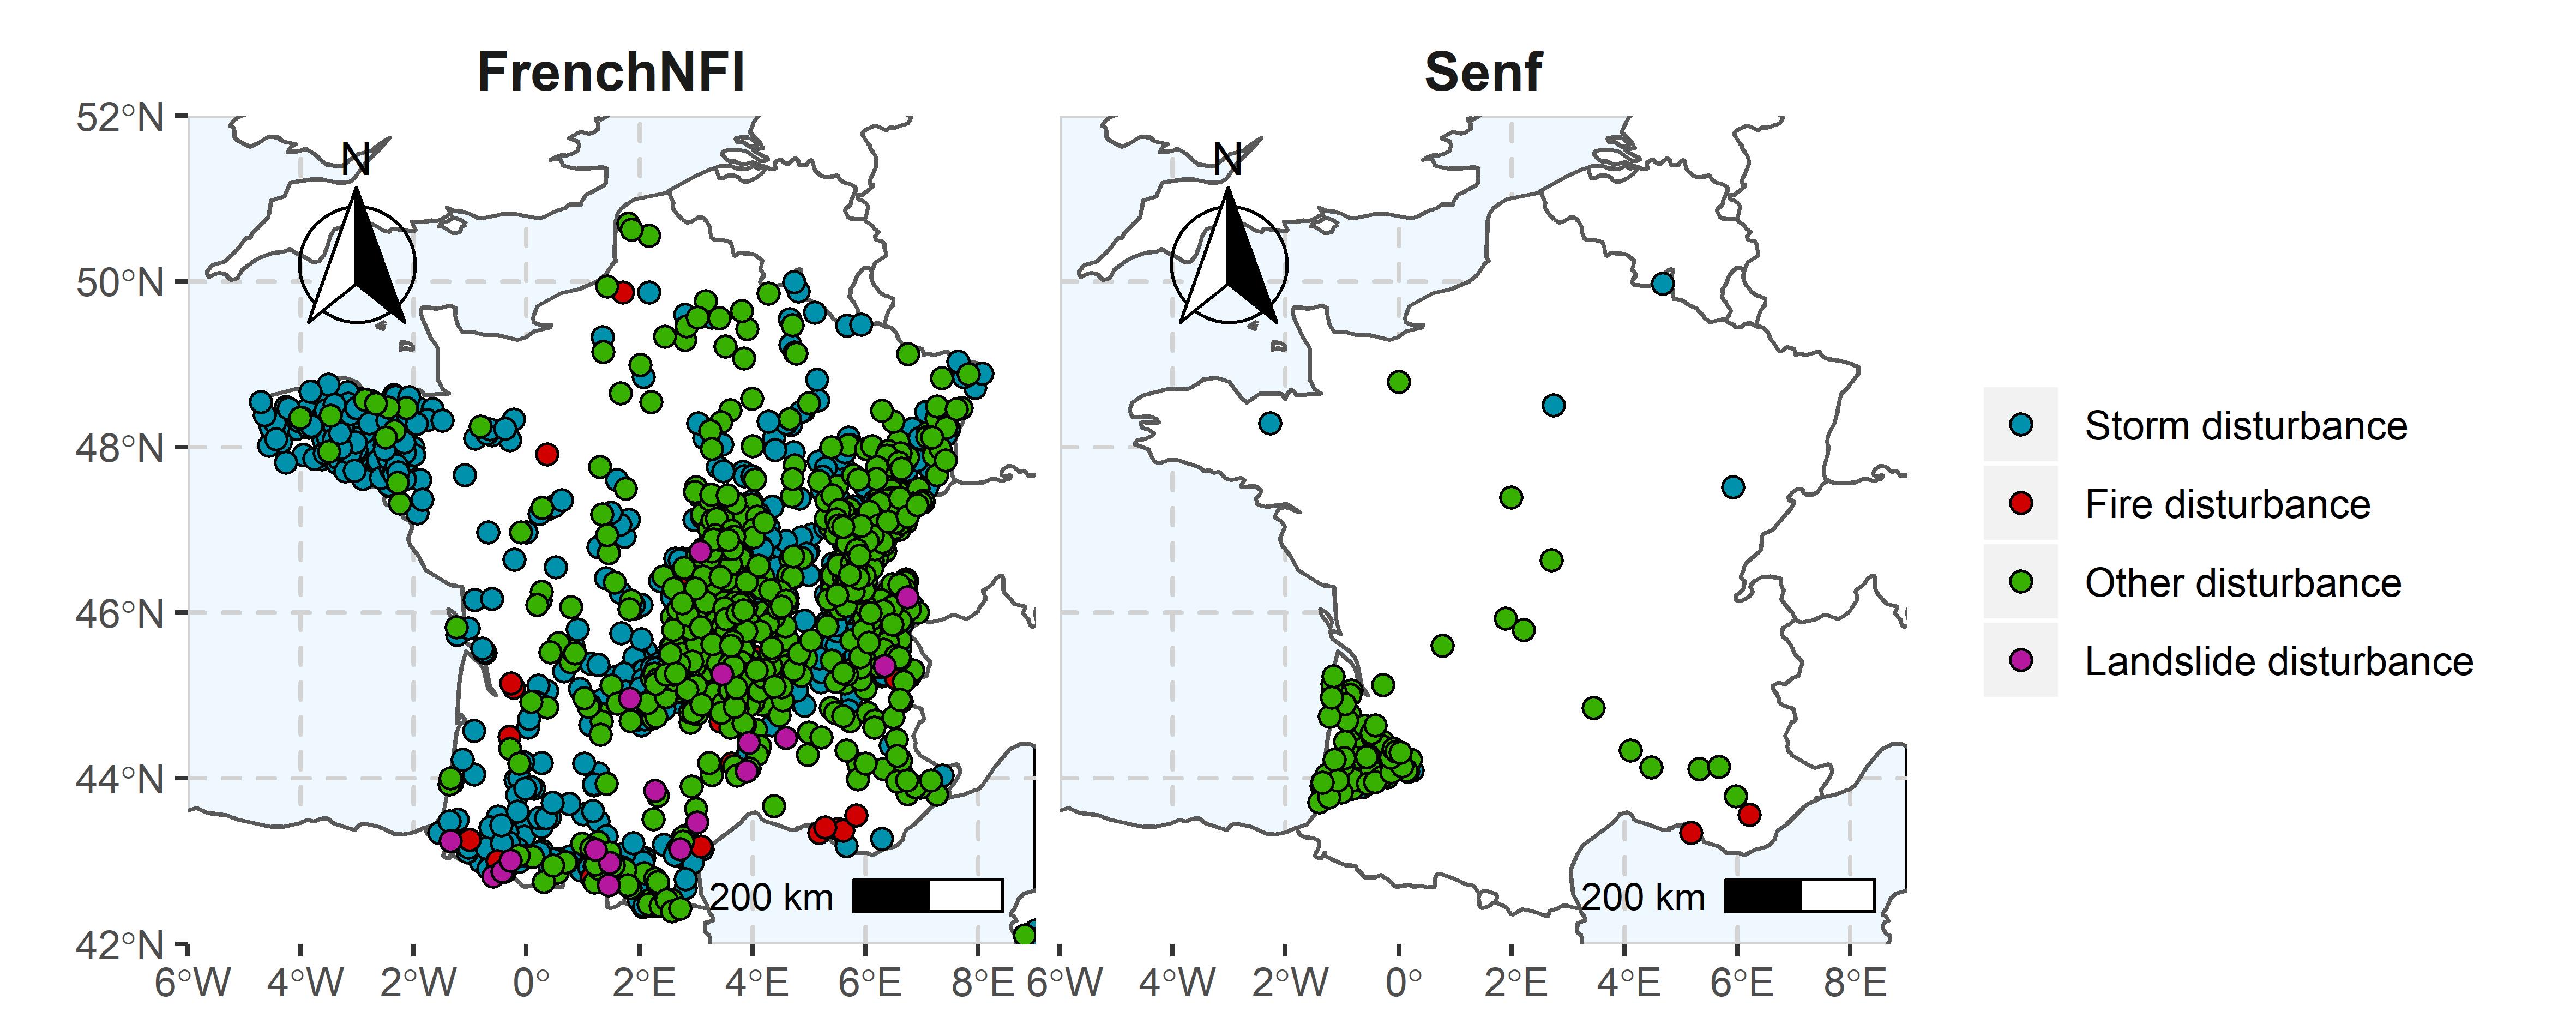 FrenchNFI
Senf
52°N
50°N
48°N
46°N
44°N
42°N
N
N
200 km
200 km
6°W 4°W 2°W 0° 2°E 4°E 6°E 8°E
6°W 4°W 2°W 0° 2°E 4°E 6°E 8°E
Storm disturbance
Fire disturbance
Other disturbance
Landslide disturbance